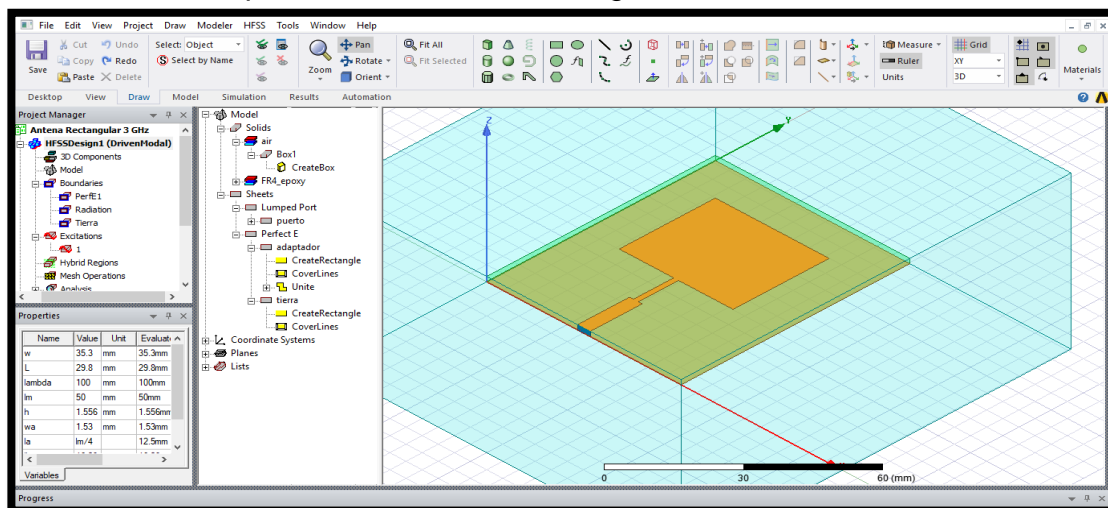 File Edit View Project Draw Modeler HFSS Tools Window Help
Save
Cut
Copy
Paste
Undo
Redo
Delete
Select: Object
Select by Name
Zoom
Pan
Rotate
Orient
Fit All
Fit Selected
Measure
Ruler
Units
Grid
XY
3D
Materials
Desktop View Draw Model Simulation Results Automation
Project Manager
Antena Rectangular 3 GHz
HFSSDesign1 (DrivenModal)
3D Components
Model
Boundaries
PerfE1
Radiation
Tierra
Excitations
1
Hybrid Regions
Mesh Operations
Analysis
Properties
Name Value Unit Evaluat
w 35.3 mm 35.3mm
L 29.8 mm 29.8mm
lambda 100 mm 100mm
lm 50 mm 50mm
h 1.556 mm 1.556mm
wa 1.53 mm 1.53mm
la lm/4 12.5mm
Variables
Model
Solids
air
Box1
CreateBox
FR4_epoxy
Sheets
Lumped Port
puerto
Perfect E
adaptador
CreateRectangle
CoverLines
Unite
tierra
CreateRectangle
CoverLines
Coordinate Systems
Planes
Lists
Z
Y
0 30 60 (mm)
Progress